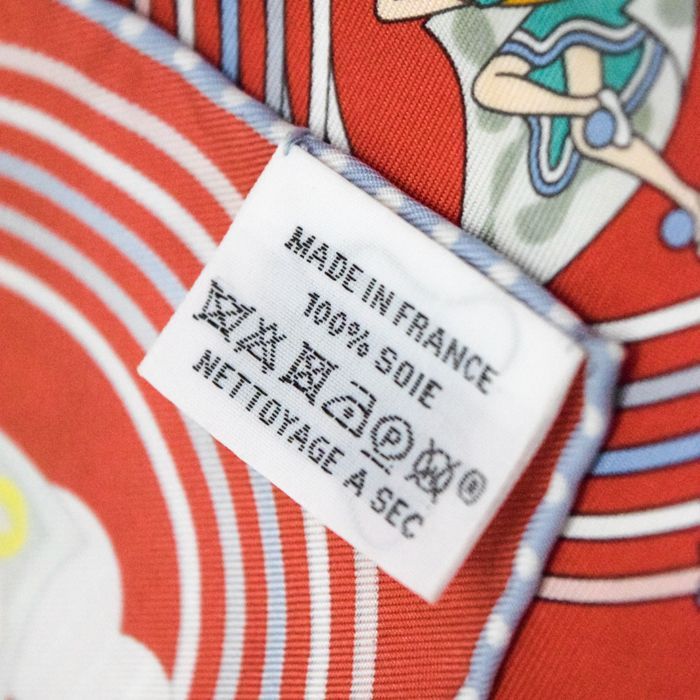 MADE IN FRANCE
100% SOIE
P W ®
NETTOYAGE A SEC